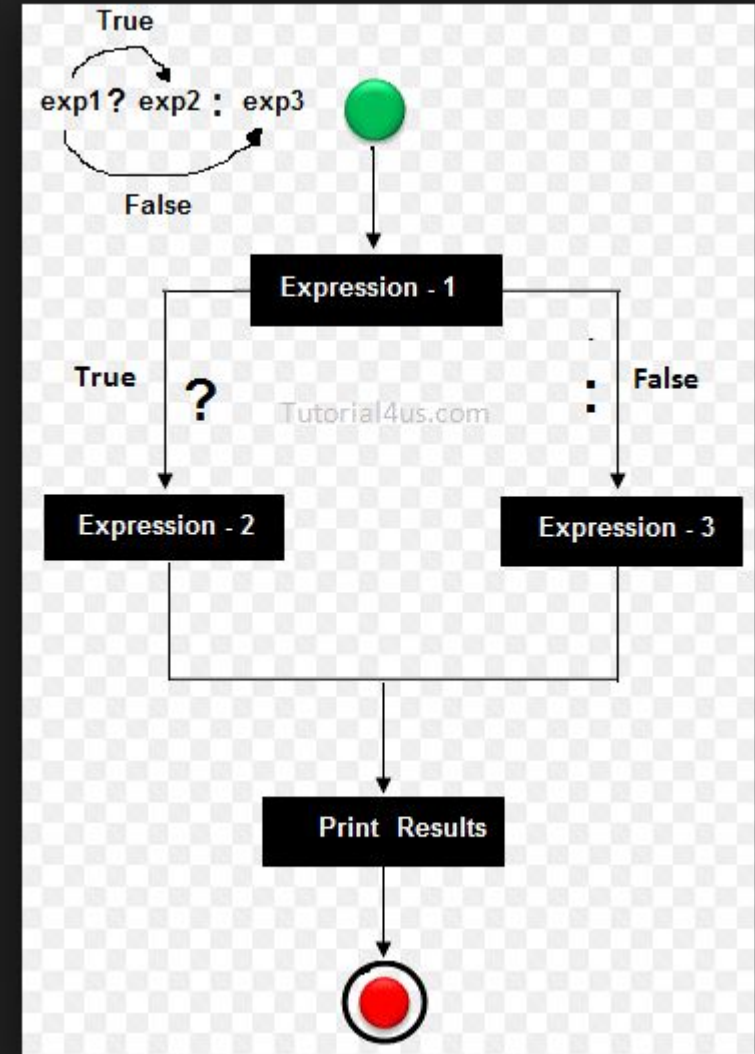 True
exp1 ? exp2 : exp3
False
Expression - 1
True ? : False
Tutorial4us.com
Expression - 2
Expression - 3
Print Results